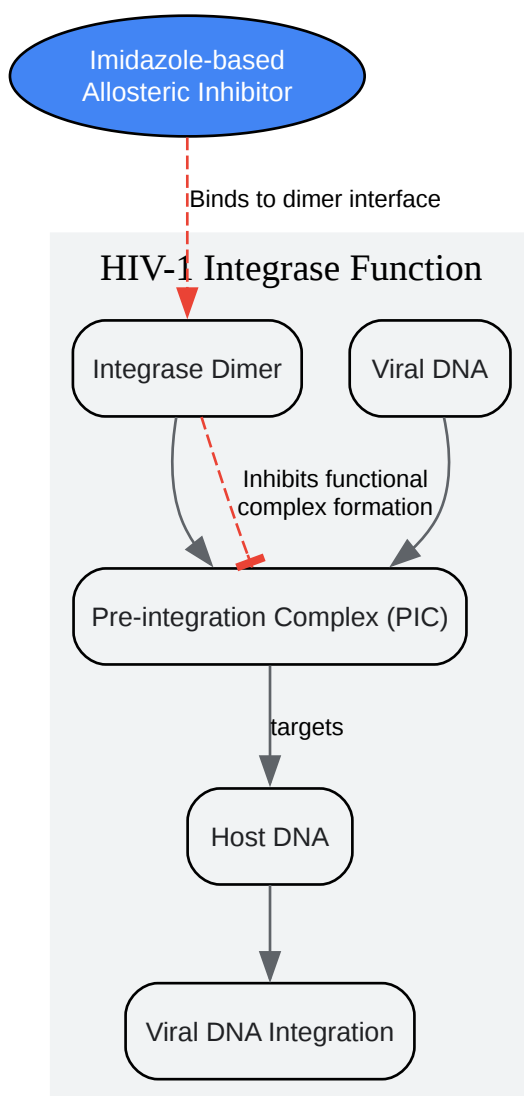 Imidazole-based
Allosteric Inhibitor
Binds to dimer interface
HIV-1 Integrase Function
Integrase Dimer
Viral DNA
Inhibits functional
complex formation
Pre-integration Complex (PIC)
targets
Host DNA
Viral DNA Integration